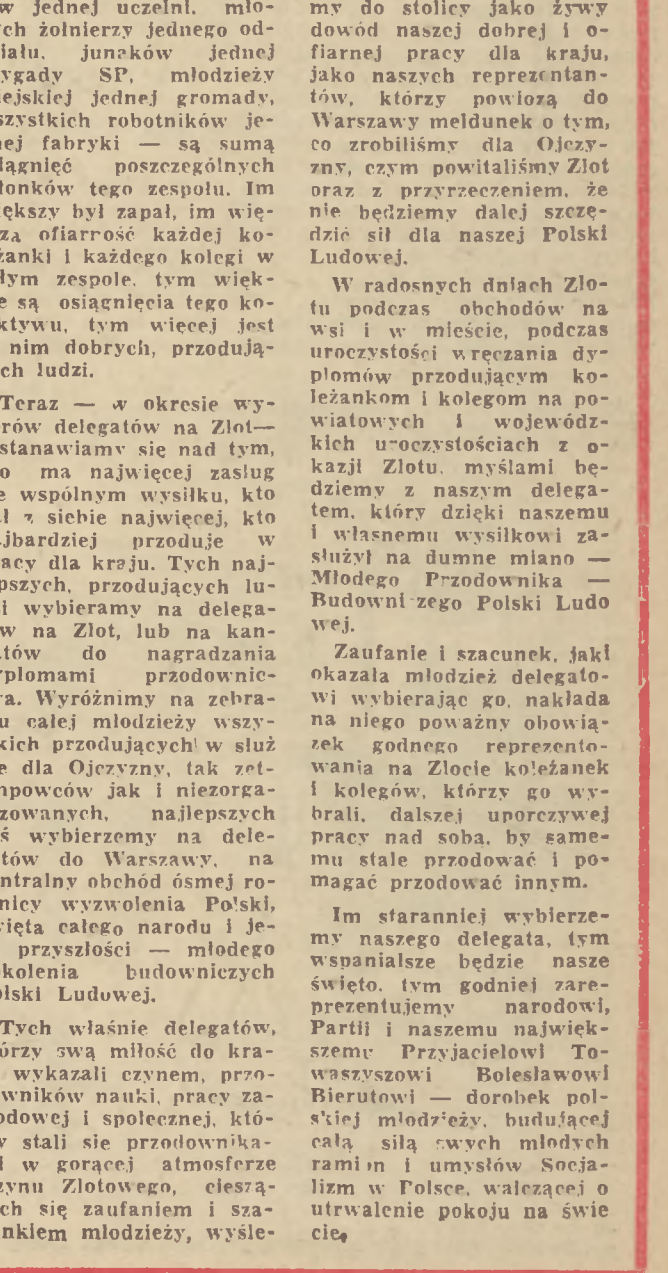 w jednej uczelni, mło-
ch żołnierzy jednego od-
iału, junaków jednej
ygady SP, młodzieży
iejskiej jednej gromady,
szystkich robotników je-
ej fabryki — są sumą
iągnięć poszczególnych
łonków tego zespołu. Im
ększy był zapał, im wię-
za ofiarność każdej ko-
żanki i każdego kolegi w
łym zespole, tym więk-
e są osiągnięcia tego ko-
ktywu, tym więcej jest
nim dobrych, przodują-
ch ludzi.
Teraz — w okresie wy-
rów delegatów na Zlot—
stanawiamy się nad tym,
o ma najwięcej zasług
e wspólnym wysiłku, kto
ł z siebie najwięcej, kto
jbardziej przoduje w
acy dla kraju. Tych naj-
pszych, przodujących lu-
i wybieramy na delega-
w na Zlot, lub na kan-
atów do nagradzania
yplomami przodownic-
a. Wyróżnimy na zebra-
u całej młodzieży wszy-
kich przodujących w służ
e dla Ojczyzny, tak zet-
mpowców jak i niezorga-
zowanych, najlepszych
ś wybierzemy na dele-
tów do Warszawy, na
ntralny obchód ósmej ro-
nicy wyzwolenia Polski,
więta całego narodu i je-
przyszłości — młodego
kolenia budowniczych
olski Ludowej.
Tych właśnie delegatów,
órzy swą miłość do kra-
wykazali czynem, przo-
wników nauki, pracy za-
odowej i społecznej, któ-
y stali się przodownika-
i w gorącej atmosferze
zynu Zlotowego, cieszą-
ch się zaufaniem i sza-
nkiem młodzieży, wyśle-
my do stolicy jako żywy
dowód naszej dobrej i o-
fiarnej pracy dla kraju,
jako naszych reprezentan-
tów, którzy powiozą do
Warszawy meldunek o tym,
co zrobiliśmy dla Ojczy-
zny, czym powitaliśmy Zlot
oraz z przyrzeczeniem, że
nie będziemy dalej szczę-
dzić sił dla naszej Polski
Ludowej.
W radosnych dniach Zlo-
tu podczas obchodów na
wsi i w mieście, podczas
uroczystości wręczania dy-
plomów przodującym ko-
leżankom i kolegom na po-
wiatowych i wojewódz-
kich uroczystościach z o-
kazji Zlotu, myślami bę-
dziemy z naszym delega-
tem, który dzięki naszemu
i własnemu wysiłkowi za-
służył na dumne miano —
Młodego Przodownika —
Budowni zego Polski Ludo
wej.
Zaufanie i szacunek, jaki
okazała młodzież delegato-
wi wybierając go, nakłada
na niego poważny obowią-
zek godnego reprezento-
wania na Zlocie koleżanek
i kolegów, którzy go wy-
brali, dalszej uporczywej
pracy nad sobą, by same-
mu stale przodować i po-
magać przodować innym.
Im staranniej wybierze-
my naszego delegata, tym
wspanialsze będzie nasze
święto, tym godniej zare-
prezentujemy narodowi,
Partii i naszemu najwięk-
szemu Przyjacielowi To-
waszyszowi Bolesławowi
Bierutowi — dorobek pol-
skiej młodzieży, budującej
całą siłą swych młodych
ramion i umysłów Socja-
lizm w Polsce, walczącej o
utrwalenie pokoju na świe
cie.